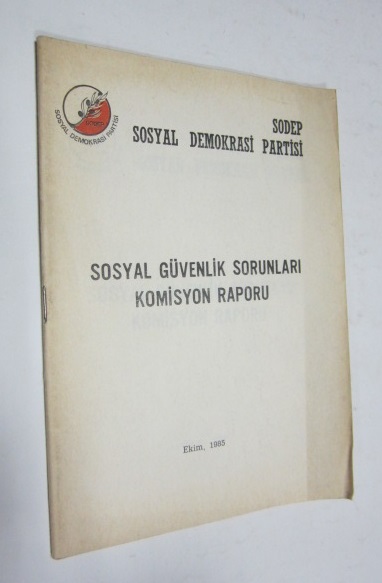 SOSYAL DEMOKRASİ PARTİSİ
SODEP
SOSYAL DEMOKRASİ PARTİSİ
SOSYAL GÜVENLİK SORUNLARI
KOMİSYON RAPORU
Ekim, 1985